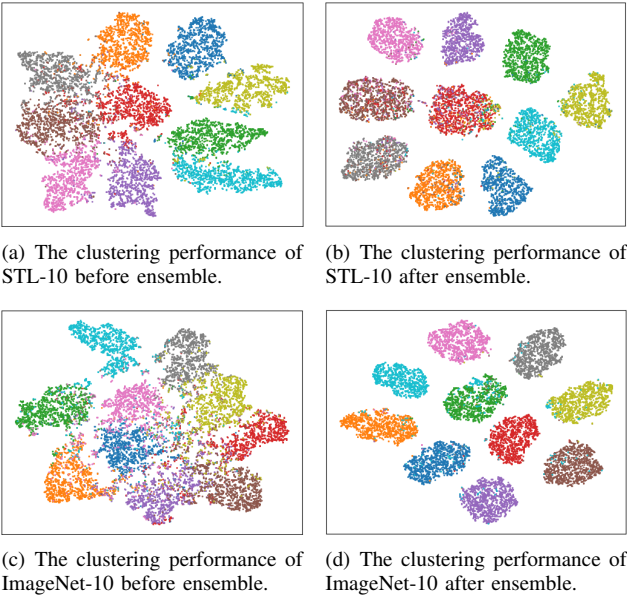 (a) The clustering performance of
STL-10 before ensemble.
(b) The clustering performance of
STL-10 after ensemble.
(c) The clustering performance of
ImageNet-10 before ensemble.
(d) The clustering performance of
ImageNet-10 after ensemble.